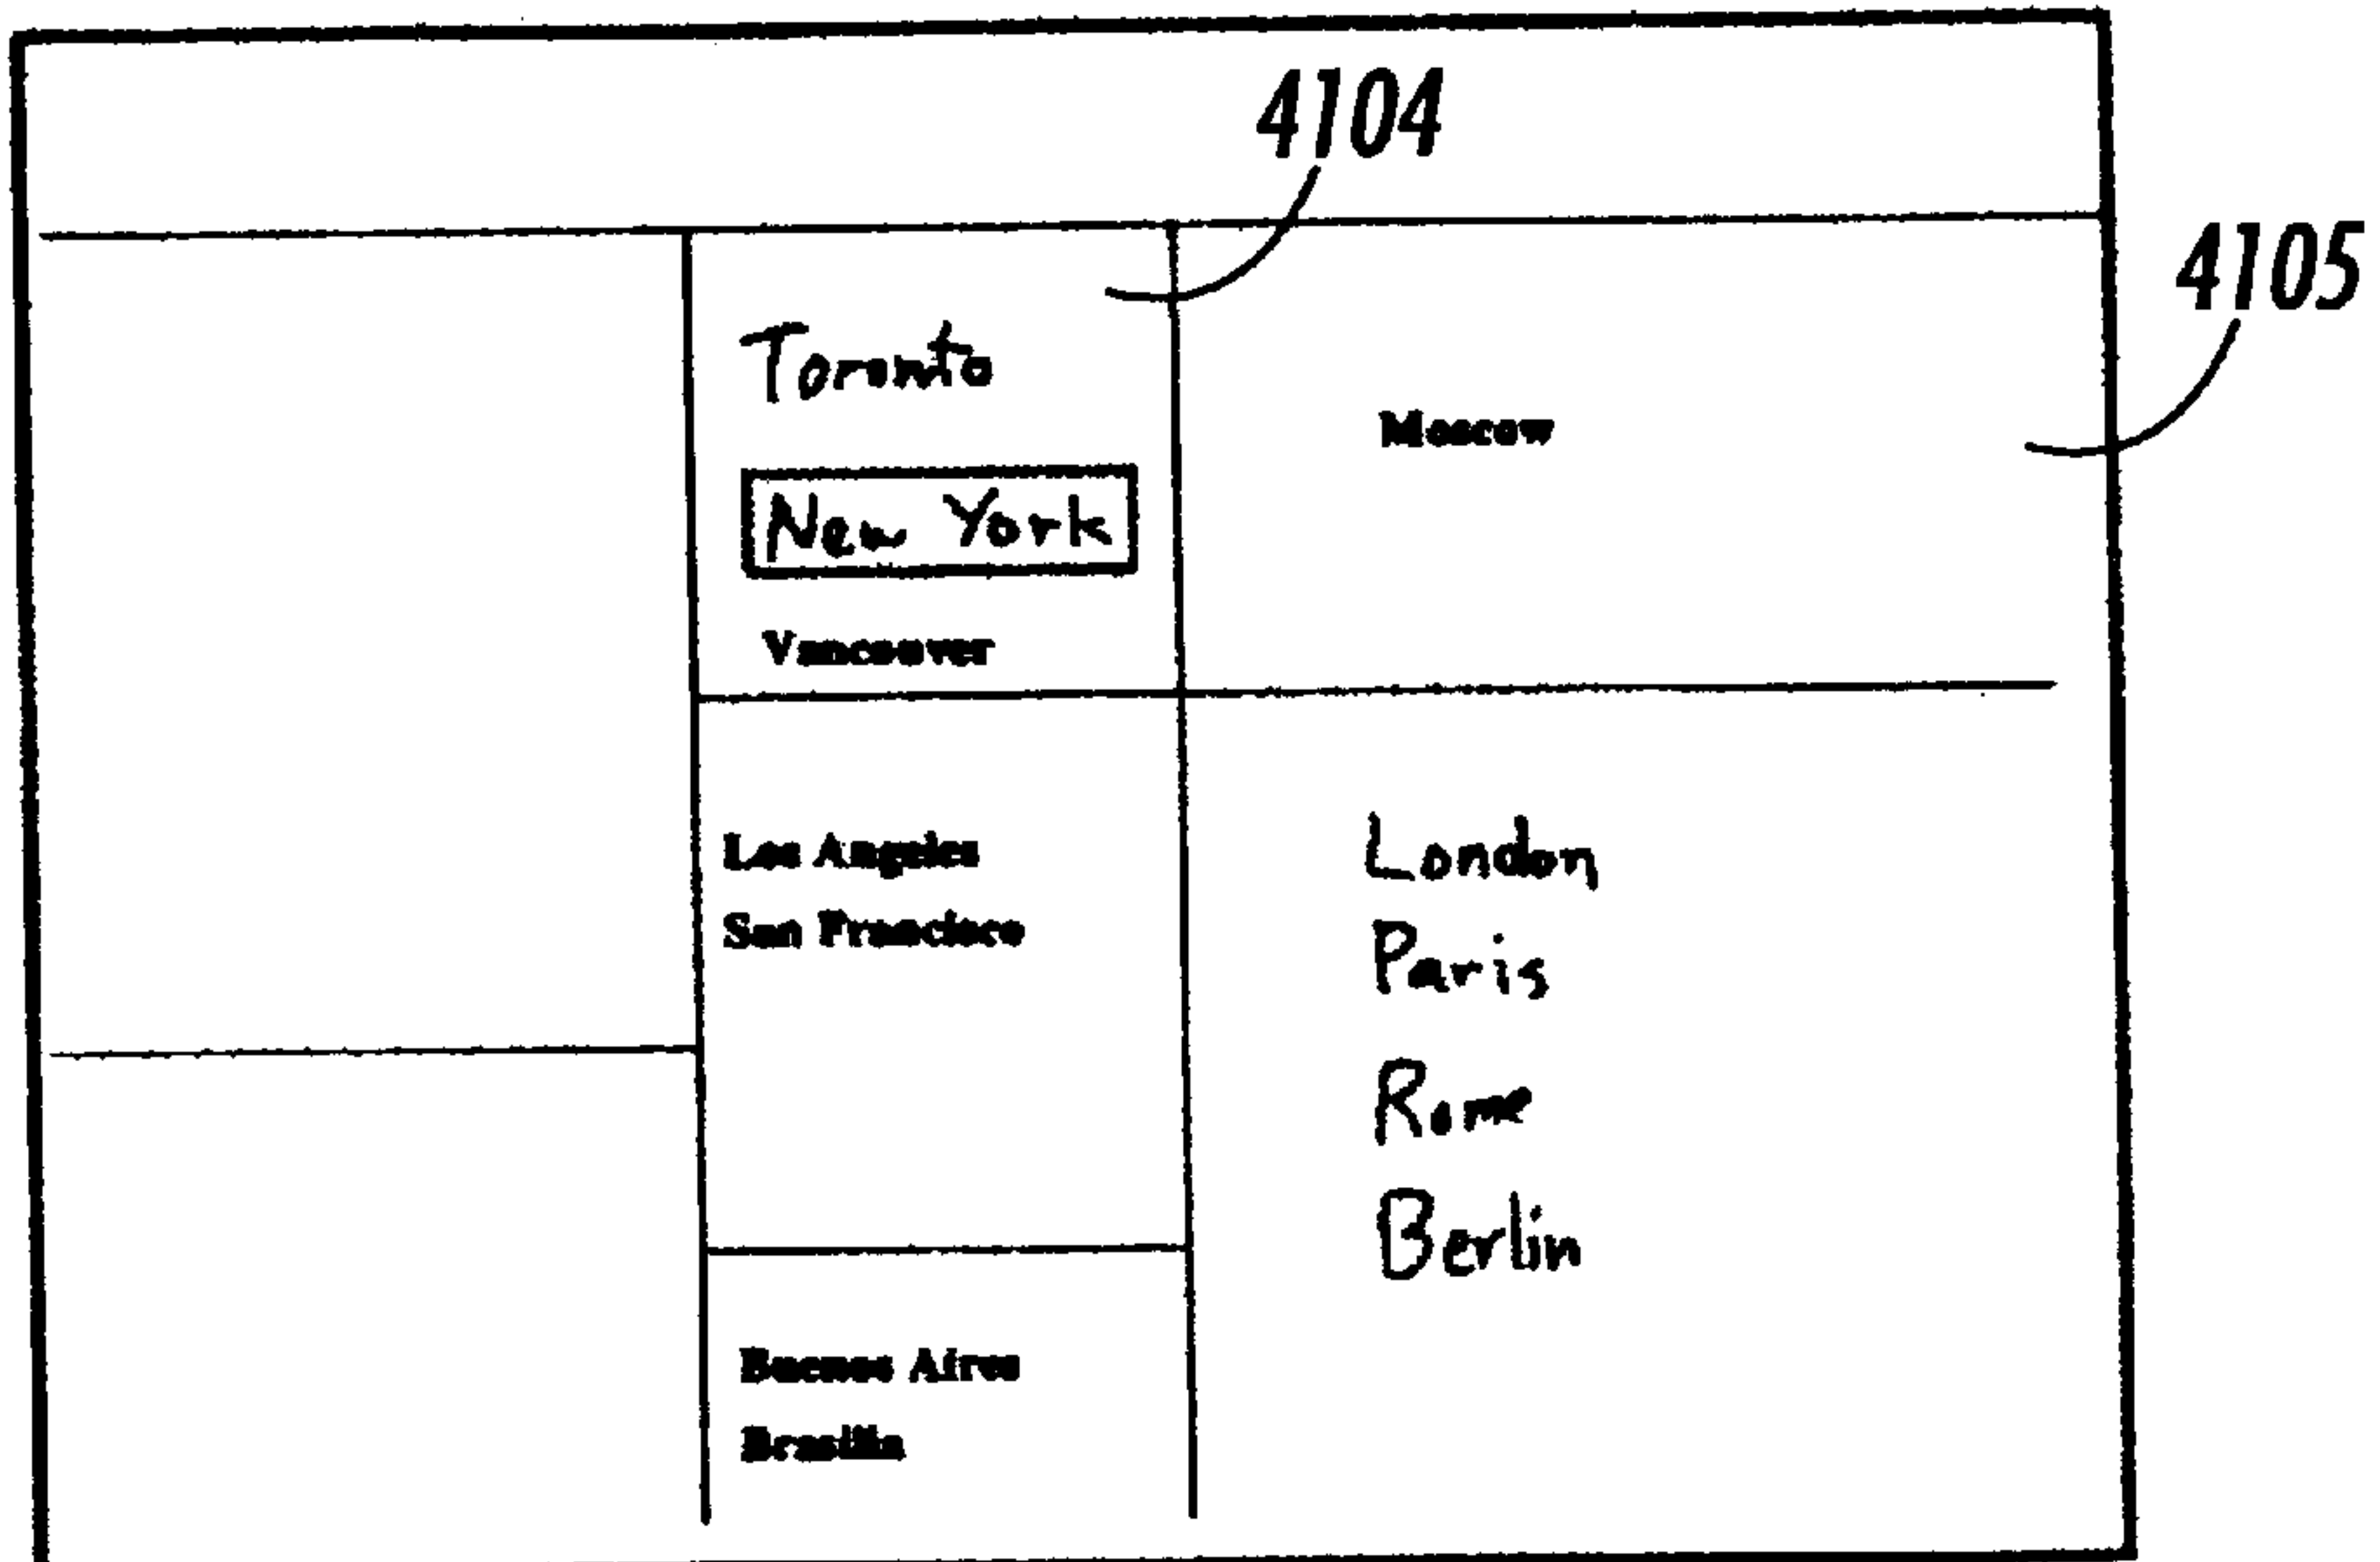 4104
4105
Toronto
New York
Vancouver
Moscow
Los Angeles
San Francisco
London
Paris
Rome
Berlin
Buenos Aires
Brasilia